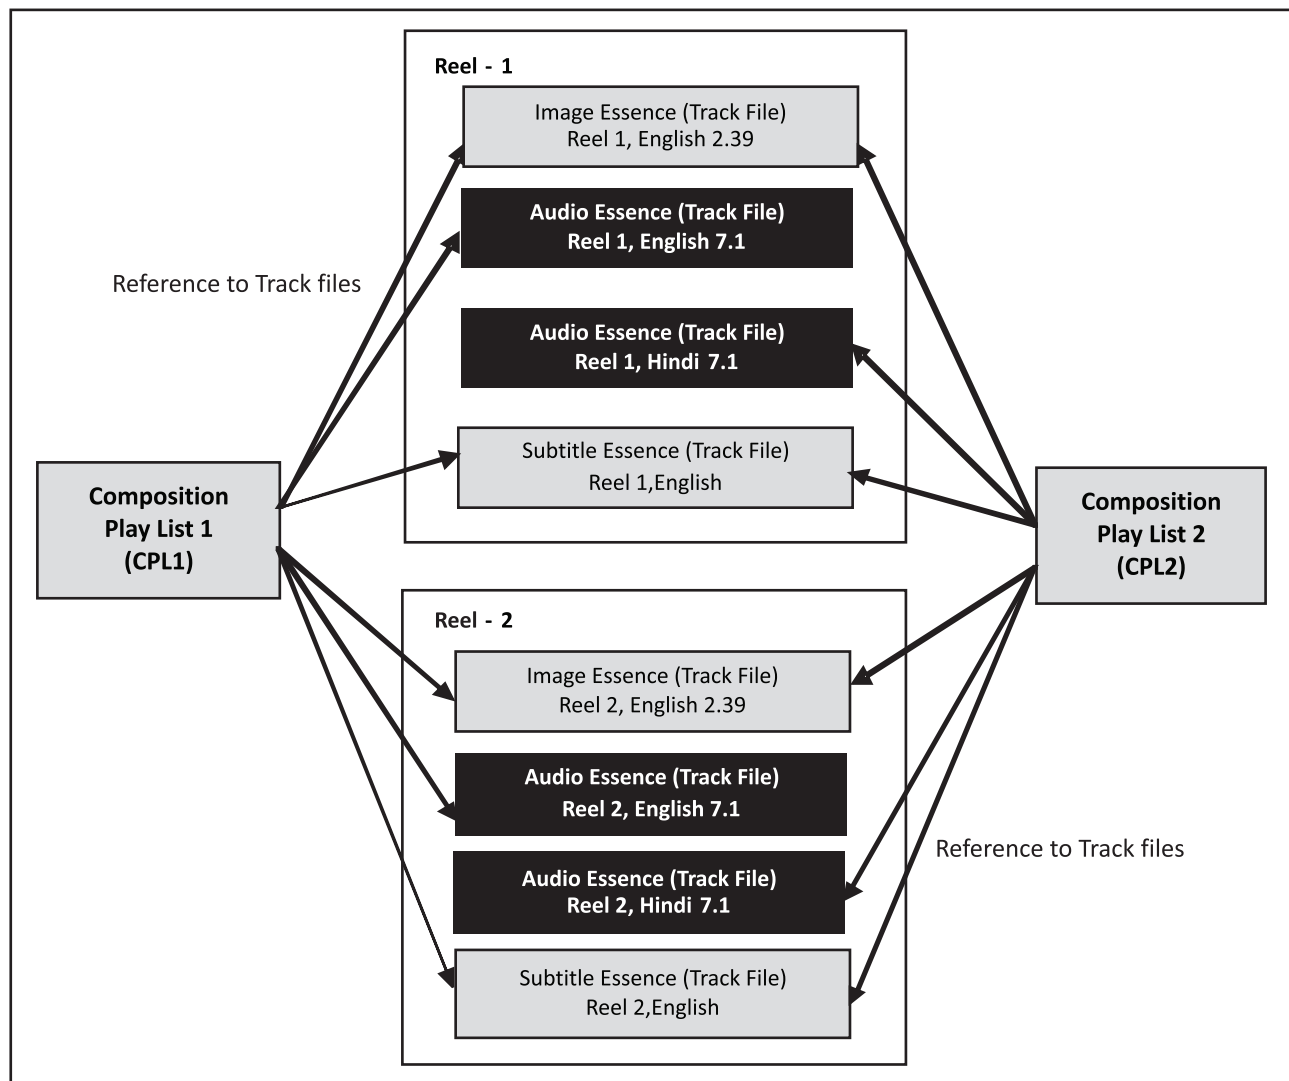 Reel - 1
Image Essence (Track File)
Reel 1, English 2.39
Audio Essence (Track File)
Reel 1, English 7.1
Reference to Track files
Audio Essence (Track File)
Reel 1, Hindi 7.1
Subtitle Essence (Track File)
Reel 1,English
Composition
Play List 1
(CPL1)
Composition
Play List 2
(CPL2)
Reel - 2
Image Essence (Track File)
Reel 2, English 2.39
Audio Essence (Track File)
Reel 2, English 7.1
Reference to Track files
Audio Essence (Track File)
Reel 2, Hindi 7.1
Subtitle Essence (Track File)
Reel 2,English